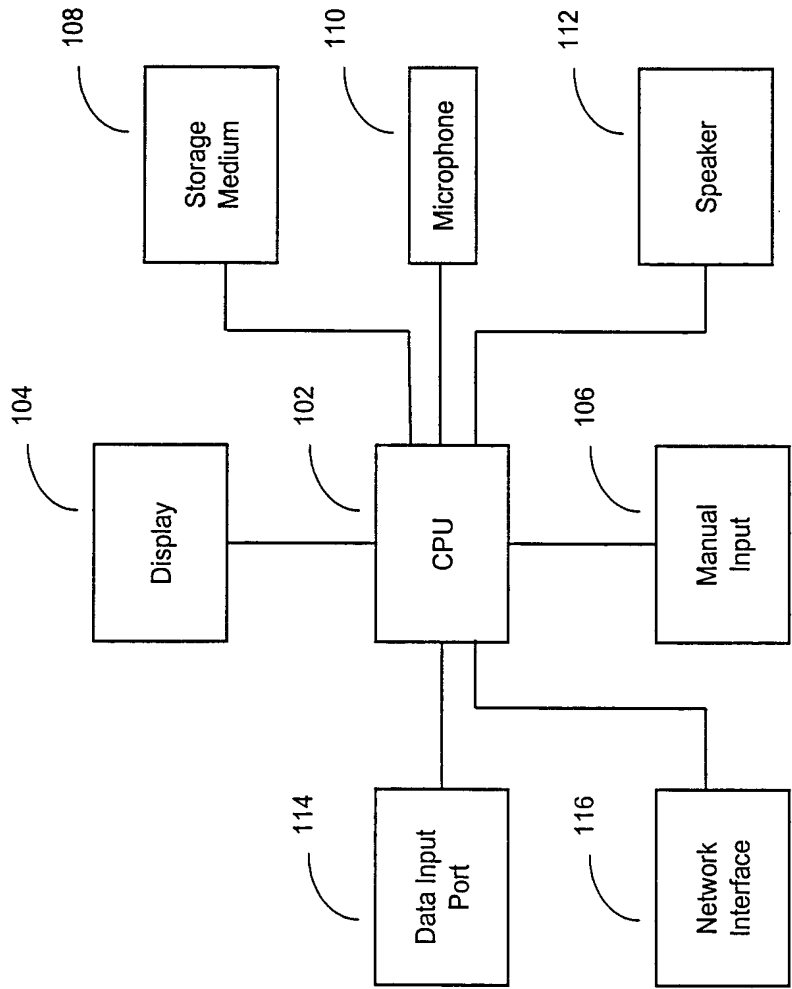 104
108
Display
Storage
Medium
114
102
110
Data Input
Port
CPU
Microphone
116
106
112
Network
Interface
Manual
Input
Speaker